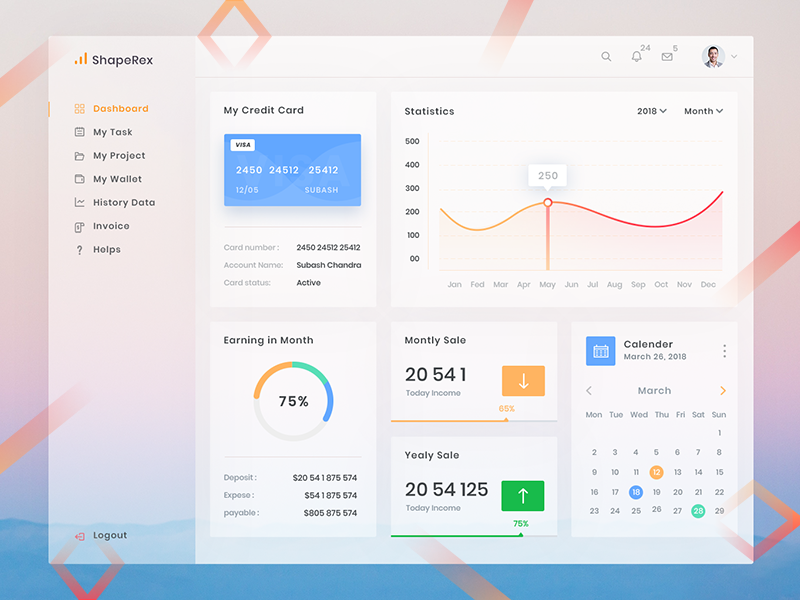 ShapeRex
24
5
Dashboard
My Task
My Project
My Wallet
History Data
Invoice
Helps
Logout
My Credit Card
VISA
2450 24512 25412
12/05 SUBASH
Card number : 2450 24512 25412
Account Name: Subash Chandra
Card status: Active
Statistics
2018 Month
500
400
300
200
100
00
250
Jan Fed Mar Apr May Jun Jul Aug Sep Oct Nov Dec
Earning in Month
75%
Deposit : $20 54 1 875 574
Expese : $54 1 875 574
payable : $805 875 574
Montly Sale
20 54 1
Today Income
65%
Yealy Sale
20 54 125
Today Income
75%
Calender
March 26, 2018
March
Mon Tue Wed Thu Fri Sat Sun
1
2 3 4 5 6 7 8
9 10 11 12 13 14 15
16 17 18 19 20 21 22
23 24 25 26 27 28 29